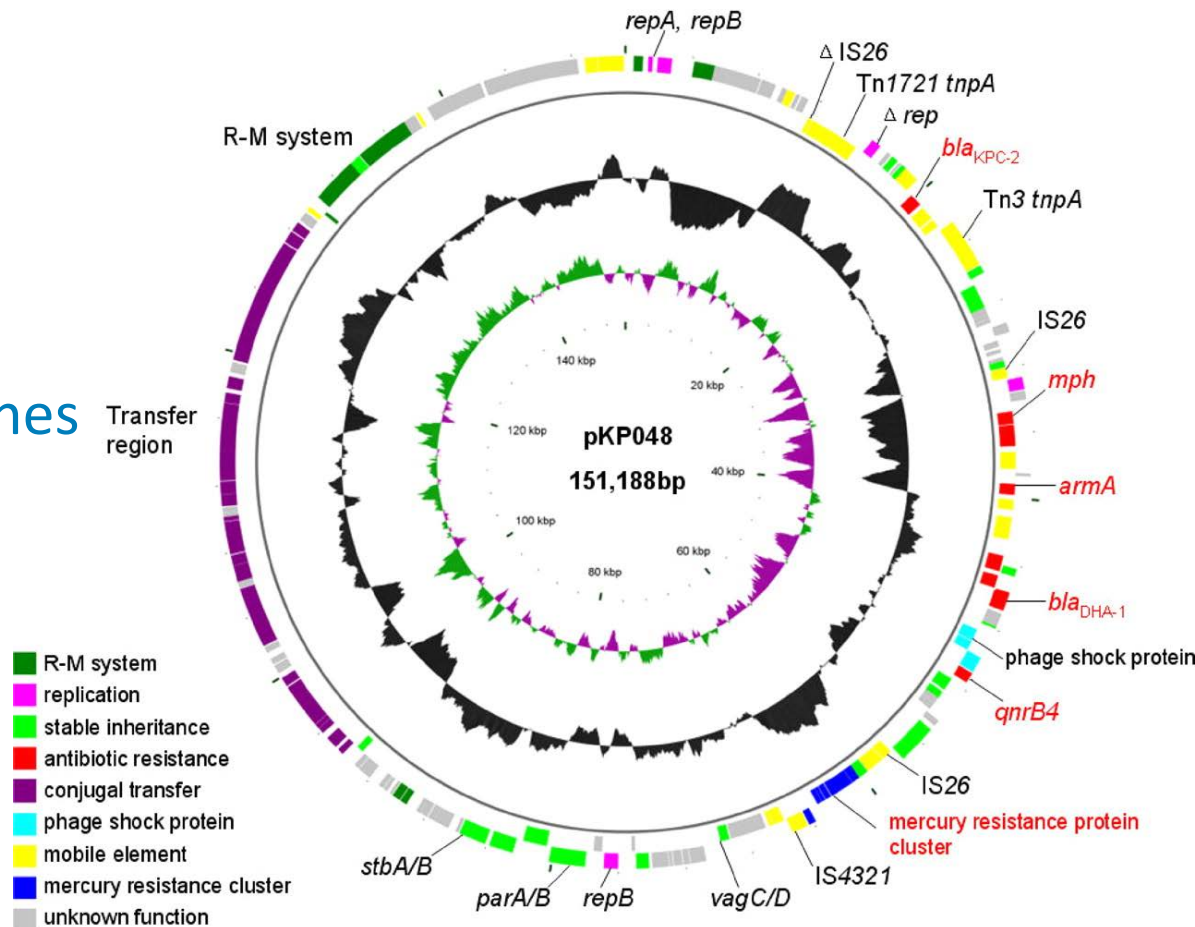 repA, repB
Δ IS26
Tn1721 tnpA
Δ rep
blaKPC-2
Tn3 tnpA
IS26
mph
armA
blaDHA-1
phage shock protein
qnrB4
IS26
mercury resistance protein
cluster
IS4321
vagC/D
repB
parA/B
stbA/B
Transfer
region
R-M system
nes
140 kbp
20 kbp
120 kbp
pKP048
151,188bp
40 kbp
100 kbp
60 kbp
80 kbp
R-M system
replication
stable inheritance
antibiotic resistance
conjugal transfer
phage shock protein
mobile element
mercury resistance cluster
unknown function